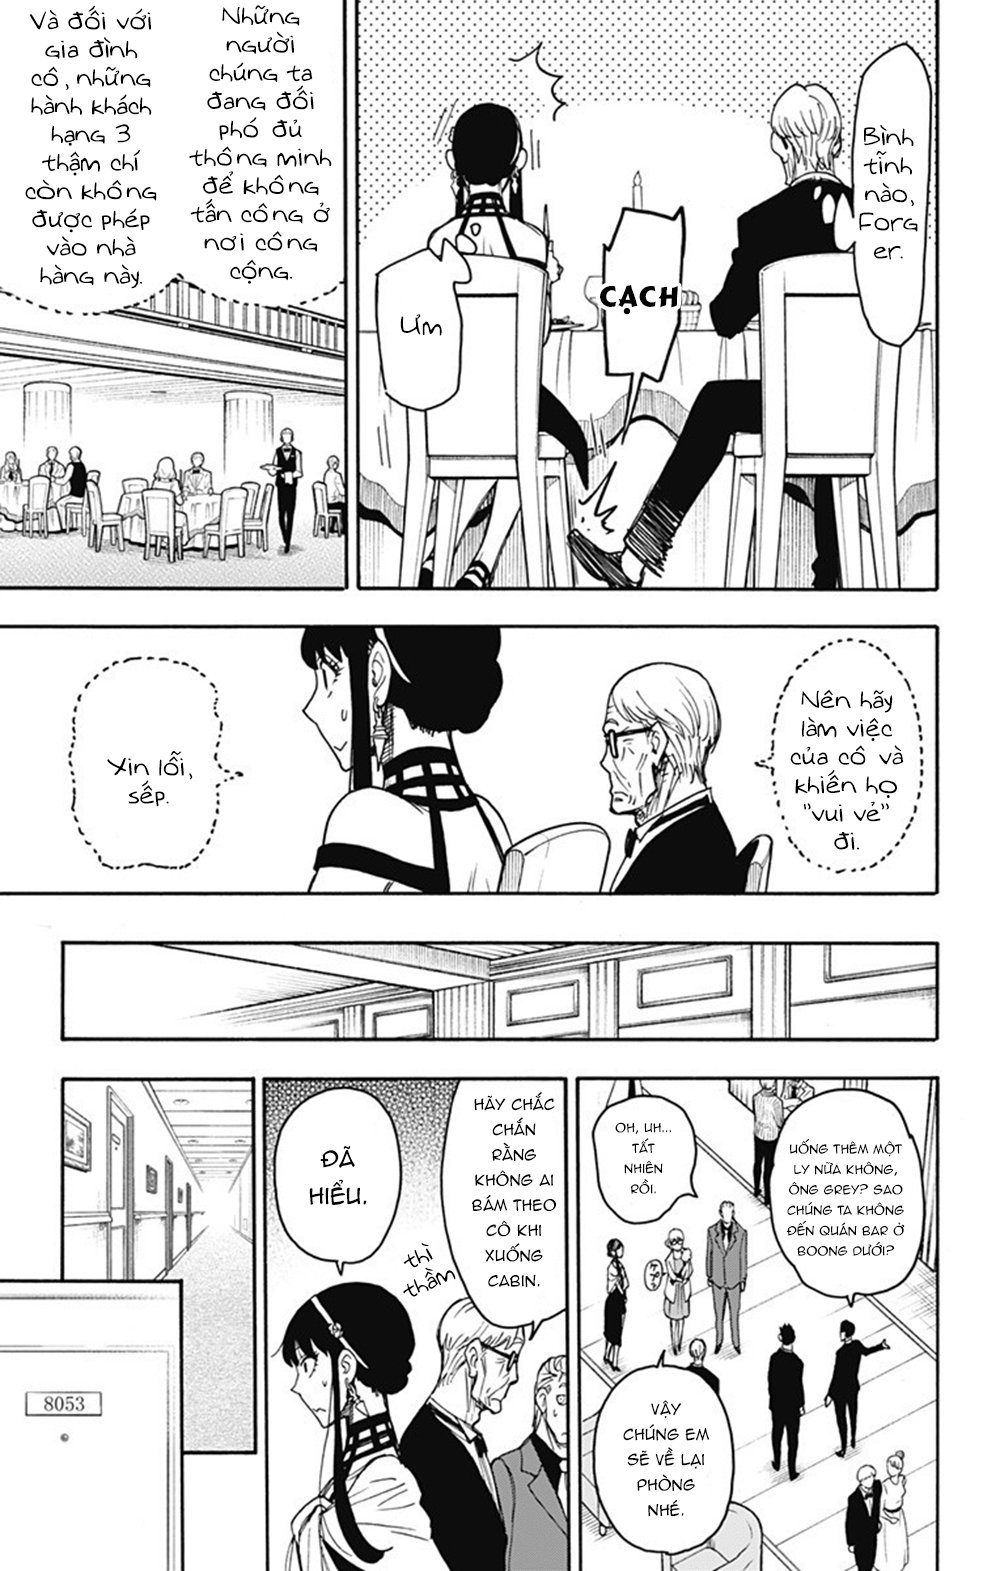 Bình
tĩnh
nào,
Forg
er.
CẠCH
Ưm
Những
người
chúng ta
đang đối
phó đủ
thông minh
để không
tấn công ở
nơi công
cộng.
Và đối với
gia đình
cô, những
hành khách
hạng 3
thậm chí
còn không
được phép
vào nhà
hàng này.
Nên hãy
làm việc
của cô và
khiến họ
"vui vẻ"
đi.
Xin lỗi,
sếp.
UỐNG THÊM MỘT
LY NỮA KHÔNG,
ÔNG GREY? SAO
CHÚNG TA KHÔNG
ĐẾN QUÁN BAR Ở
BOONG DƯỚI?
OH, UH...
TẤT
NHIÊN
RỒI.
VẬY
CHÚNG EM
SẼ VỀ LẠI
PHÒNG
NHÉ.
HÃY CHẮC
CHẮN
RẰNG
KHÔNG AI
BÁM THEO
CÔ KHI
XUỐNG
CABIN.
thì
thầm
ĐÃ
HIỂU.
8053